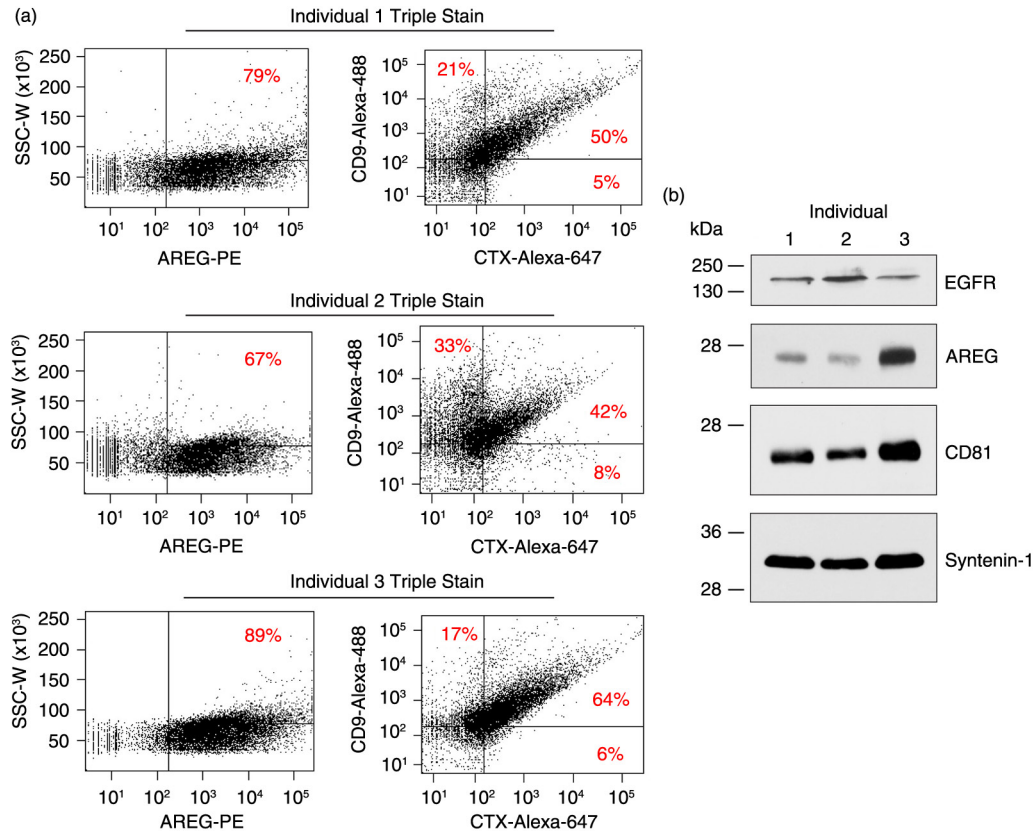 (a)
Individual 1 Triple Stain
SSC-W (x10³)
250
200
150
100
50
79%
10¹ 10² 10³ 10⁴ 10⁵
AREG-PE
CD9-Alexa-488
10⁵
10⁴
10³
10²
10¹
21%
50%
5%
10¹ 10² 10³ 10⁴ 10⁵
CTX-Alexa-647
Individual 2 Triple Stain
SSC-W (x10³)
250
200
150
100
50
67%
10¹ 10² 10³ 10⁴ 10⁵
AREG-PE
CD9-Alexa-488
10⁵
10⁴
10³
10²
10¹
33%
42%
8%
10¹ 10² 10³ 10⁴ 10⁵
CTX-Alexa-647
Individual 3 Triple Stain
SSC-W (x10³)
250
200
150
100
50
89%
10¹ 10² 10³ 10⁴ 10⁵
AREG-PE
CD9-Alexa-488
10⁵
10⁴
10³
10²
10¹
17%
64%
6%
10¹ 10² 10³ 10⁴ 10⁵
CTX-Alexa-647
(b)
Individual
kDa 1 2 3
250
130
EGFR
28
AREG
28
CD81
36
28
Syntenin-1